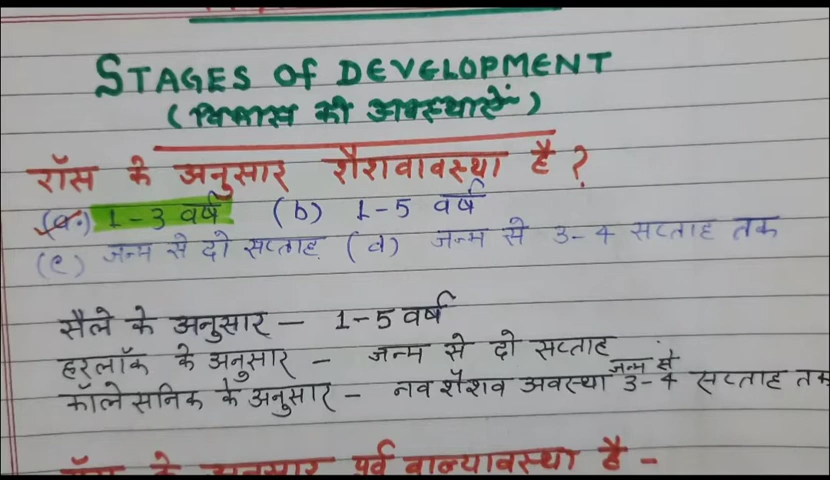 STAGES OF DEVELOPMENT
(विकास की अवस्थाएँ)
रॉस के अनुसार शैशवावस्था है ?
(a.) 1-3 वर्ष (b) 1-5 वर्ष
(c) जन्म से दो सप्ताह (d) जन्म से 3-4 सप्ताह तक
सैले के अनुसार - 1-5 वर्ष
हरलॉक के अनुसार - जन्म से दो सप्ताह
कॉलेसनिक के अनुसार - नव शैशव अवस्था जन्म से 3-4 सप्ताह तक
रॉस के अनुसार पूर्व बाल्यावस्था है -